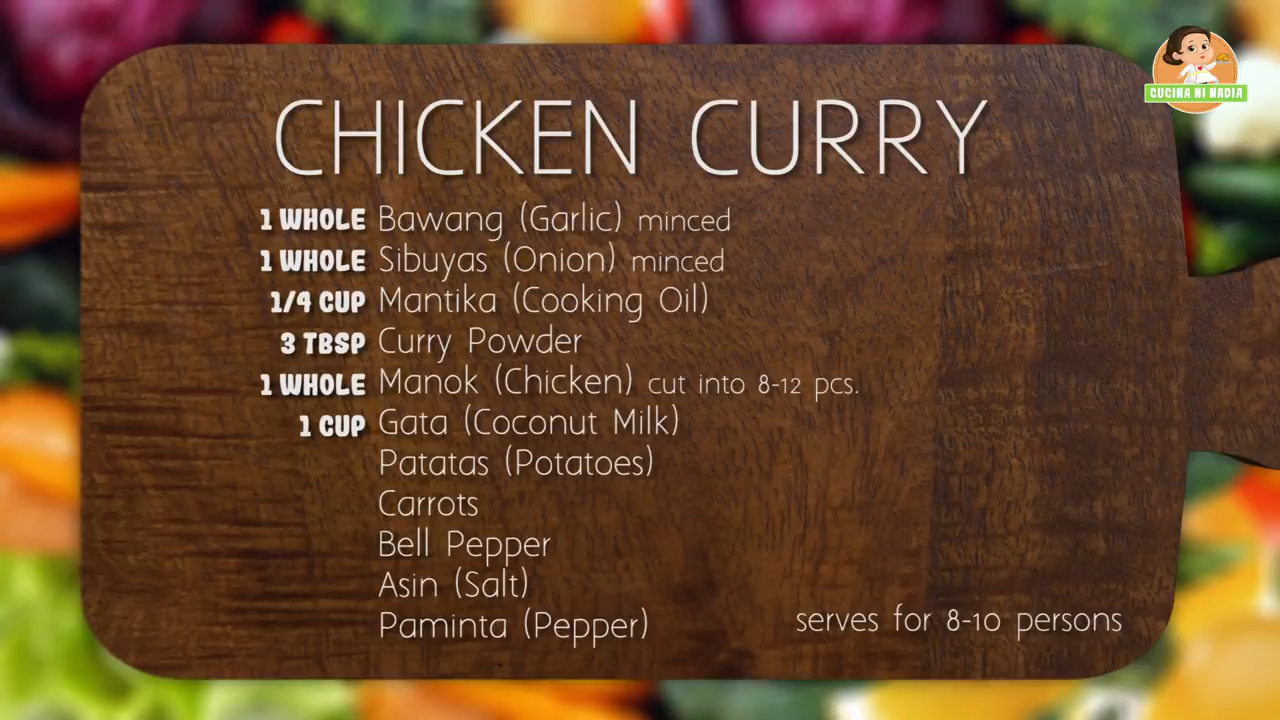 CUCINA NI NADIA
CHICKEN CURRY
1 WHOLE Bawang (Garlic) minced
1 WHOLE Sibuyas (Onion) minced
1/4 CUP Mantika (Cooking Oil)
3 TBSP Curry Powder
1 WHOLE Manok (Chicken) cut into 8-12 pcs.
1 CUP Gata (Coconut Milk)
Patatas (Potatoes)
Carrots
Bell Pepper
Asin (Salt)
Paminta (Pepper)
serves for 8-10 persons